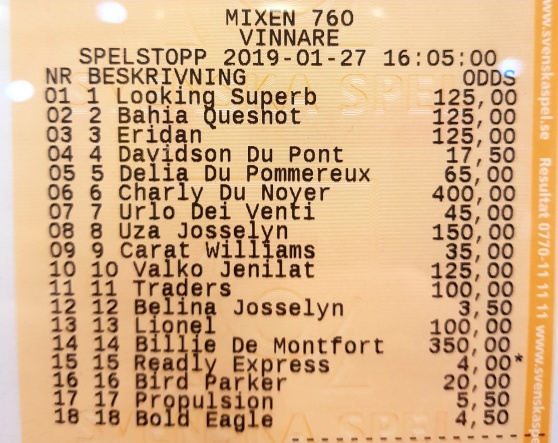 MIXEN 760
VINNARE
SPELSTOPP 2019-01-27 16:05:00
NR BESKRIVNING ODDS
01 1 Looking Superb 125,00
02 2 Bahia Queshot 125,00
03 3 Eridan 125,00
04 4 Davidson Du Pont 17,50
05 5 Delia Du Pommereux 65,00
06 6 Charly Du Noyer 400,00
07 7 Urlo Dei Venti 45,00
08 8 Uza Josselyn 150,00
09 9 Carat Williams 35,00
10 10 Valko Jenilat 125,00
11 11 Traders 100,00
12 12 Belina Josselyn 3,50
13 13 Lionel 100,00
14 14 Billie De Montfort 350,00
15 15 Readly Express 4,00*
16 16 Bird Parker 20,00
17 17 Propulsion 5,50
18 18 Bold Eagle 4,50
www.svenskaspel.se Resultat 0770-11 11 11 www.svenskaspe